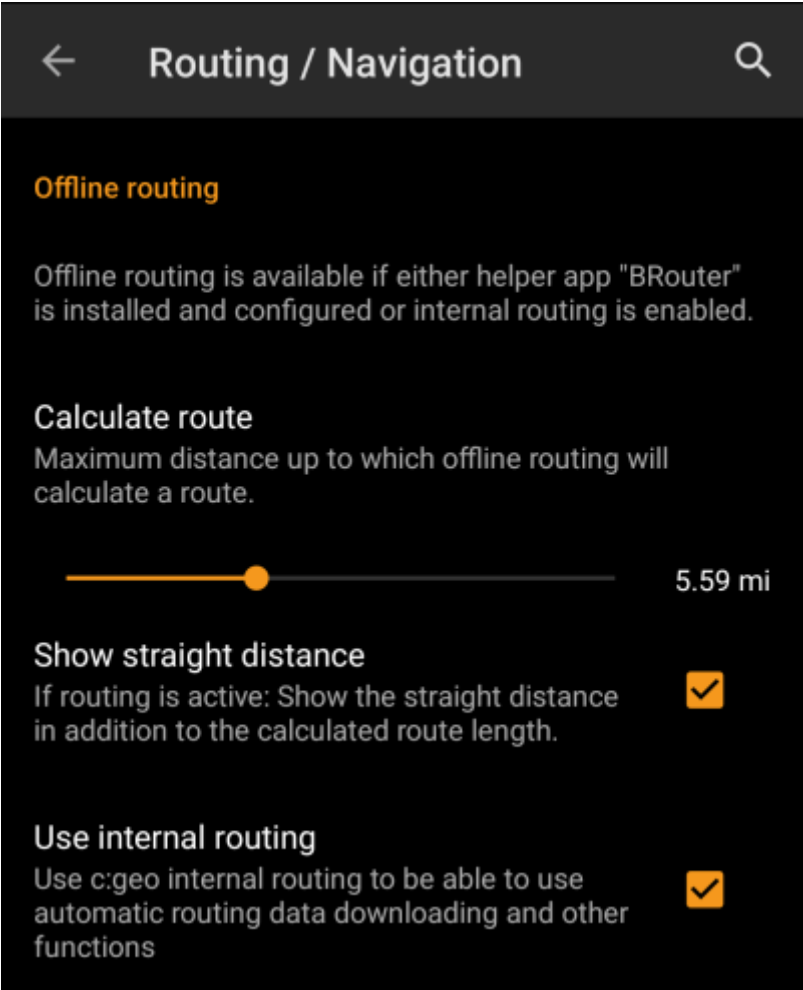 Routing / Navigation
Offline routing
Offline routing is available if either helper app "BRouter"
is installed and configured or internal routing is enabled.
Calculate route
Maximum distance up to which offline routing will
calculate a route.
5.59 mi
Show straight distance
If routing is active: Show the straight distance
in addition to the calculated route length.
Use internal routing
Use c:geo internal routing to be able to use
automatic routing data downloading and other
functions